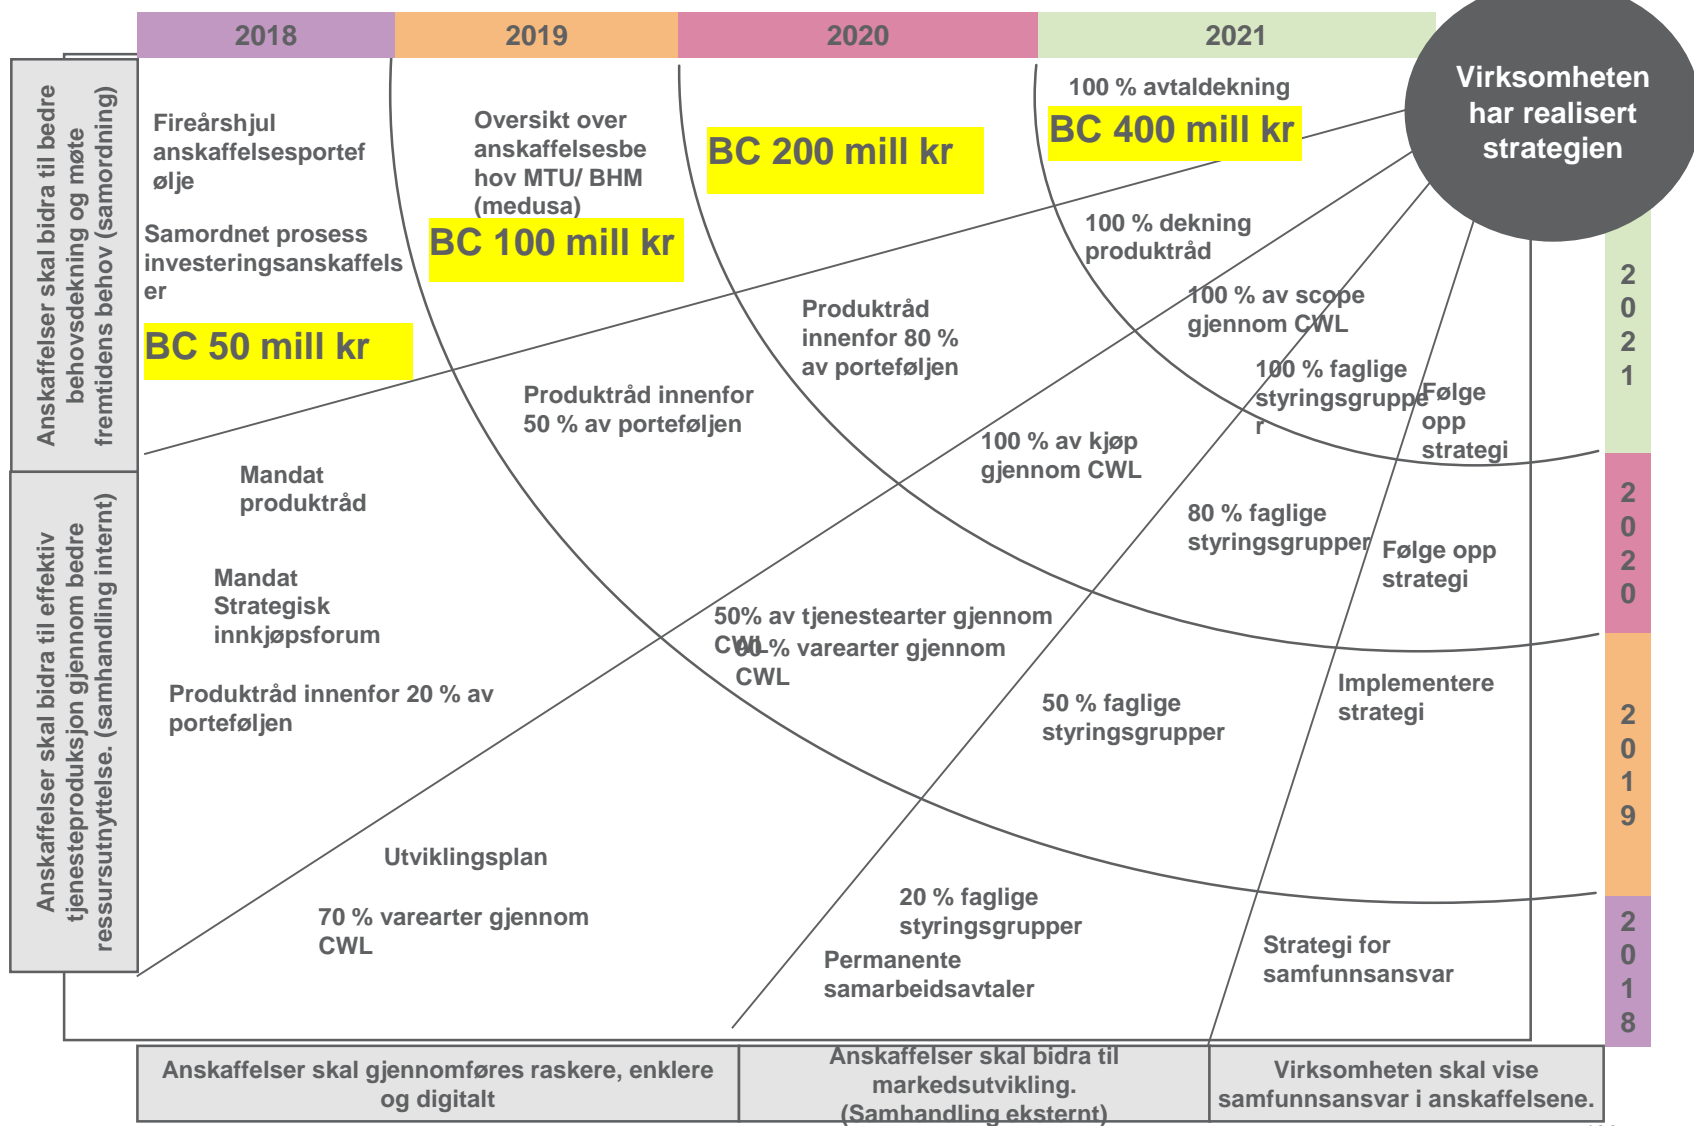 2018
2019
2020
2021
Virksomheten
har realisert
strategien
Anskaffelser skal bidra til bedre
behovsdekning og møte
fremtidens behov (samordning)
Fireårshjul
anskaffelsesportef
ølje
Samordnet prosess
investeringsanskaffels
er
BC 50 mill kr
Oversikt over
anskaffelsesbe
hov MTU/ BHM
(medusa)
BC 100 mill kr
BC 200 mill kr
100 % avtaldekning
BC 400 mill kr
Anskaffelser skal bidra til effektiv
tjenesteproduksjon gjennom bedre
ressursutnyttelse. (samhandling internt)
Mandat
produktråd
Mandat
Strategisk
innkjøpsforum
Produktråd innenfor 20 % av
porteføljen
Produktråd innenfor
50 % av porteføljen
Produktråd
innenfor 80 %
av porteføljen
100 % dekning
produktråd
Utviklingsplan
70 % varearter gjennom
CWL
50% av tjenestearter gjennom
CWL
90 % varearter gjennom
CWL
100 % av kjøp
gjennom CWL
100 % av scope
gjennom CWL
20 % faglige
styringsgrupper
Permanente
samarbeidsavtaler
50 % faglige
styringsgrupper
80 % faglige
styringsgrupper
100 % faglige
styringsgruppe
r
Strategi for
samfunnsansvar
Implementere
strategi
Følge opp
strategi
Følge
opp
strategi
2021
2020
2019
2018
Anskaffelser skal gjennomføres raskere, enklere
og digitalt
Anskaffelser skal bidra til
markedsutvikling.
(Samhandling eksternt)
Virksomheten skal vise
samfunnsansvar i anskaffelsene.